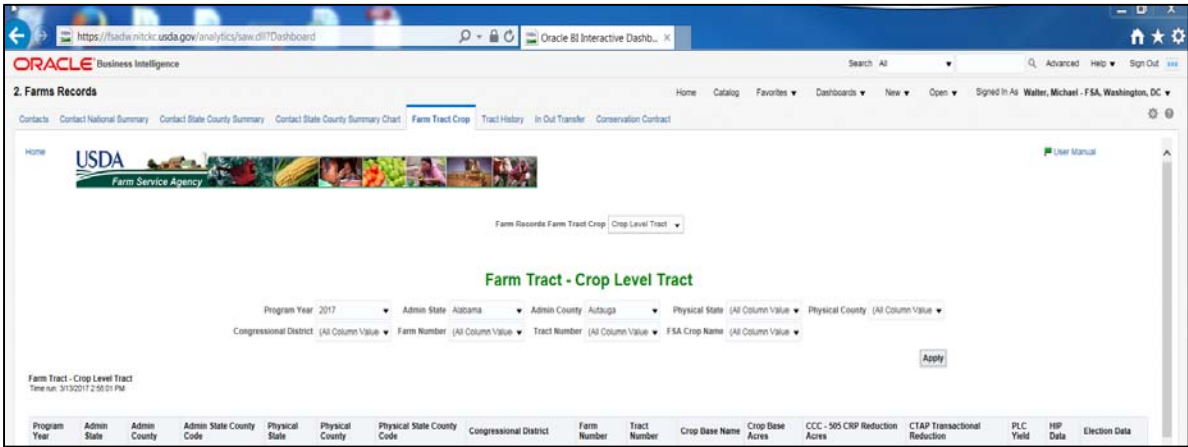 https://fsadw.nitckc.usda.gov/analytics/saw.dll?Dashboard
Oracle BI Interactive Dashb...
ORACLE Business Intelligence
Search All Advanced Help Sign Out
2. Farms Records
Home Catalog Favorites Dashboards New Open Signed In As Walter, Michael - FSA, Washington, DC
Contacts Contact National Summary Contact State County Summary Contact State County Summary Chart Farm Tract Crop Tract History In Out Transfer Conservation Contract
Home
USDA
Farm Service Agency
User Manual
Farm Records Farm Tract Crop Crop Level Tract
Farm Tract - Crop Level Tract
Program Year 2017 Admin State Alabama Admin County Autauga Physical State (All Column Value Physical County (All Column Value
Congressional District (All Column Value Farm Number (All Column Value Tract Number (All Column Value FSA Crop Name (All Column Value
Apply
Farm Tract - Crop Level Tract
Time run: 3/13/2017 2:56:01 PM
Program Year Admin State Admin County Admin State County Code Physical State Physical County Physical State County Code Congressional District Farm Number Tract Number Crop Base Name Crop Base Acres CCC - 505 CRP Reduction Acres CTAP Transactional Reduction PLC Yield HIP Data Election Data